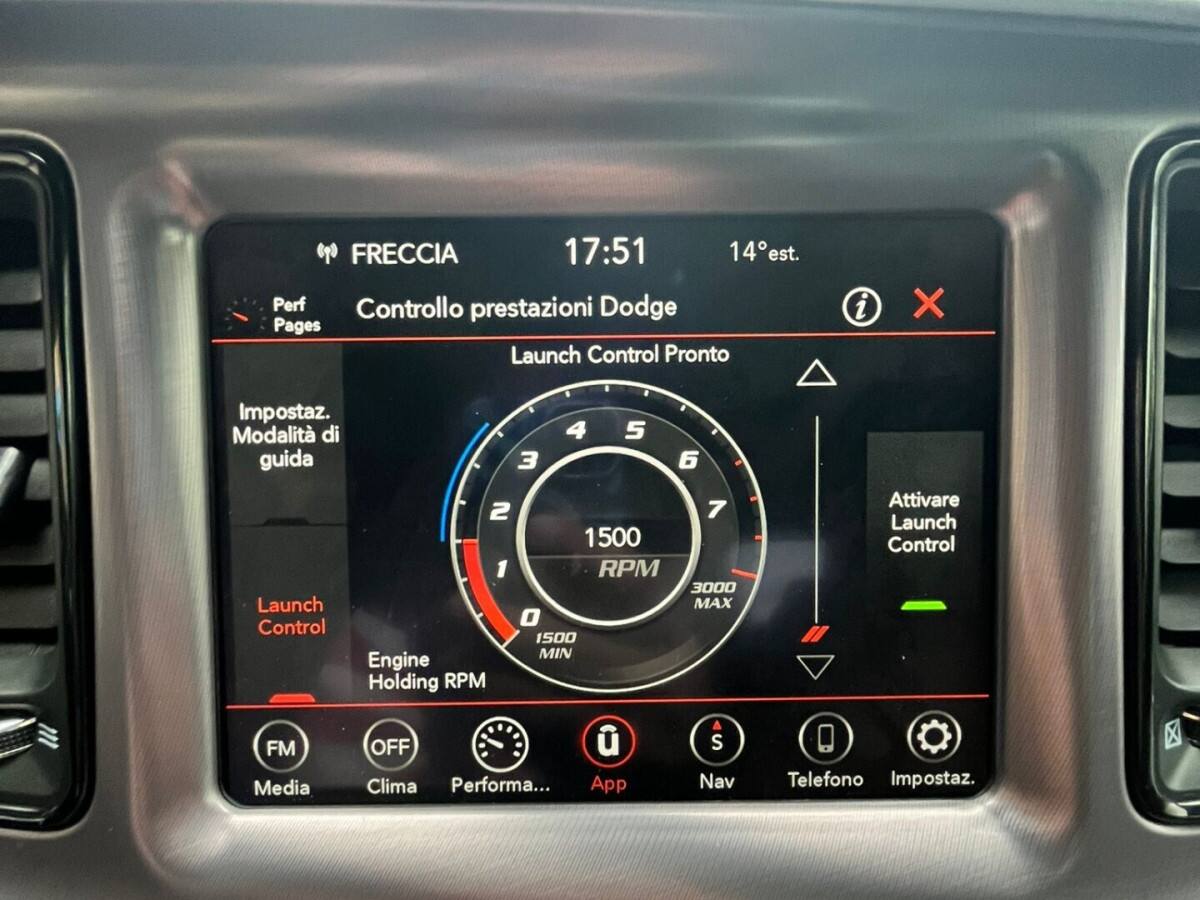 FRECCIA 17:51 14°est.
Perf
Pages
Controllo prestazioni Dodge
i
Launch Control Pronto
Impostaz.
Modalità di
guida
Launch
Control
0
1
2
3
4
5
6
7
1500
RPM
1500
MIN
3000
MAX
Engine
Holding RPM
Attivare
Launch
Control
FM
Media
OFF
Clima
Performa...
û
App
S
Nav
Telefono
Impostaz.